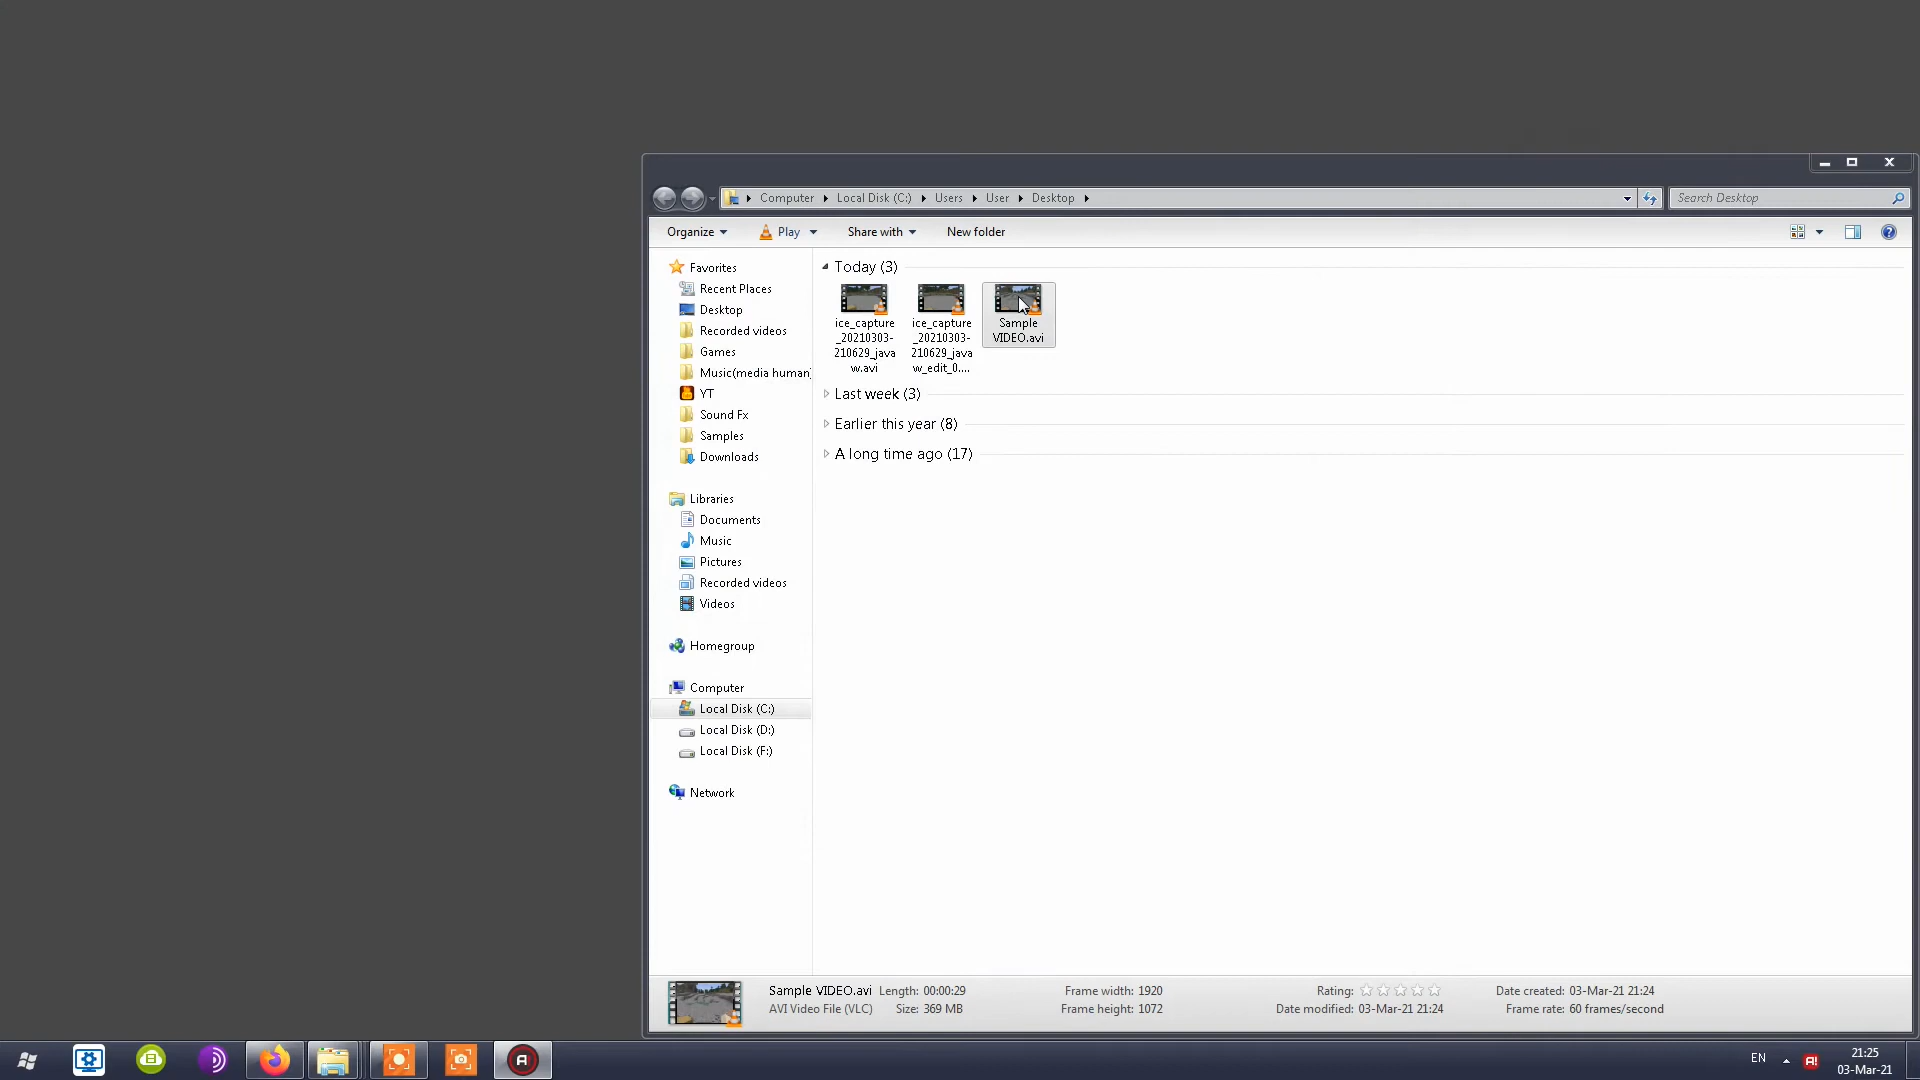 Computer Local Disk (C:) Users User Desktop
Search Desktop
Organize Play Share with New folder
Favorites
Recent Places
Desktop
Recorded videos
Games
Music(media human)
YT
Sound Fx
Samples
Downloads
Libraries
Documents
Music
Pictures
Recorded videos
Videos
Homegroup
Computer
Local Disk (C:)
Local Disk (D:)
Local Disk (F:)
Network
Today (3)
ice_capture
_20210303-
210629_java
w.avi
ice_capture
_20210303-
210629_java
w_edit_0....
Sample
VIDEO.avi
Last week (3)
Earlier this year (8)
A long time ago (17)
Sample VIDEO.avi Length: 00:00:29 Frame width: 1920 Rating: Date created: 03-Mar-21 21:24
AVI Video File (VLC) Size: 369 MB Frame height: 1072 Date modified: 03-Mar-21 21:24 Frame rate: 60 frames/second
EN
21:25
03-Mar-21